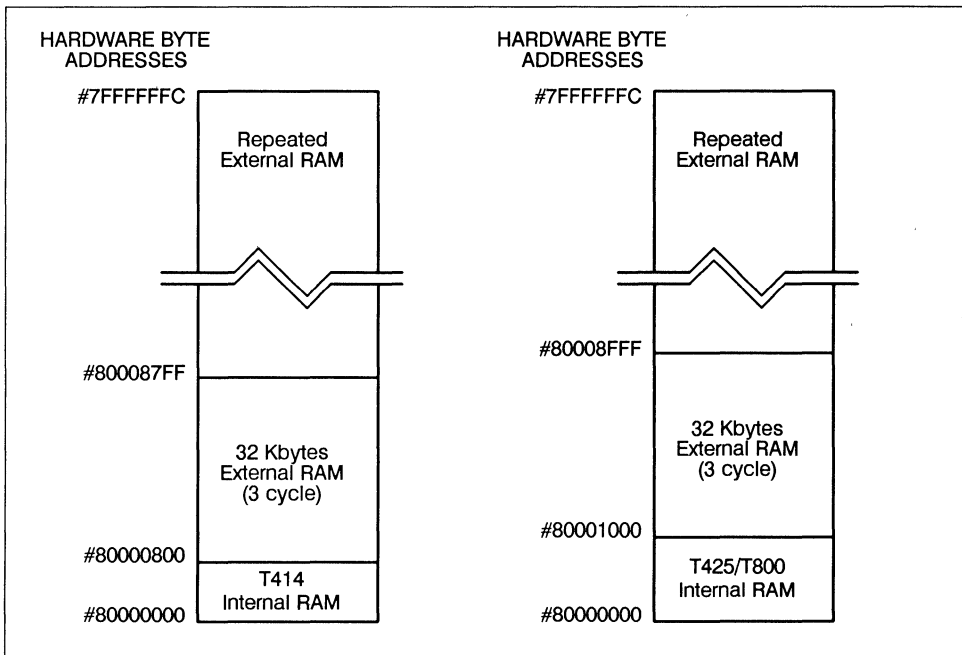 HARDWARE BYTE
ADDRESSES
#7FFFFFFC
Repeated
External RAM
#800087FF
32 Kbytes
External RAM
(3 cycle)
#80000800
T414
Internal RAM
#80000000
HARDWARE BYTE
ADDRESSES
#7FFFFFFC
Repeated
External RAM
#80008FFF
32 Kbytes
External RAM
(3 cycle)
#80001000
T425/T800
Internal RAM
#80000000